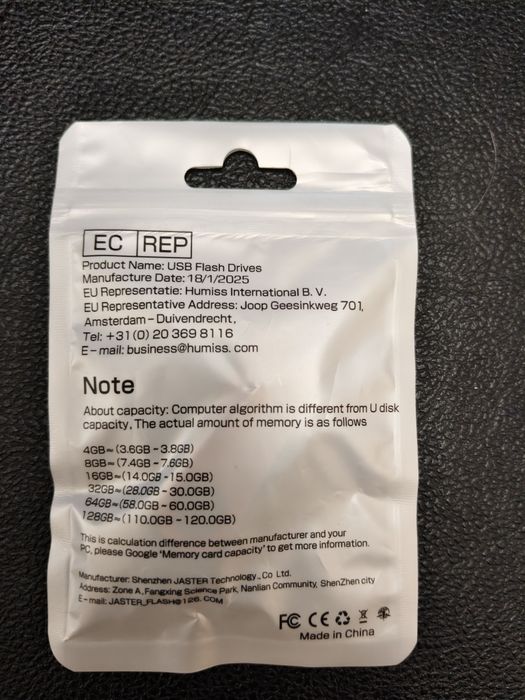 EC REP
Product Name: USB Flash Drives
Manufacture Date: 18/1/2025
EU Representatie: Humiss International B. V.
EU Representative Address: Joop Geesinkweg 701,
Amsterdam - Duivendrecht,
Tel: +31(0) 20 369 8116
E-mail: business@humiss. com
Note
About capacity: Computer algorithm is different from U disk
capacity, The actual amount of memory is as follows
4GB≈(3.6GB ~ 3.8GB)
8GB≈(7.4GB ~ 7.6GB)
16GB≈(14.0GB ~ 15.0GB)
32GB≈(28.0GB ~ 30.0GB)
64GB≈(58.0GB ~ 60.0GB)
128GB≈(110.0GB ~ 120.0GB)
This is calculation difference between manufacturer and your
PC, please Google "Memory card capacity" to get more information.
Manufacturer: Shenzhen JASTER Technology., Co Ltd.
Address: Zone A, Fangxing Science Park, Nanlian Community, ShenZhen city
E-mail: JASTER_FLASH@126. COM
FC CE
Made in China